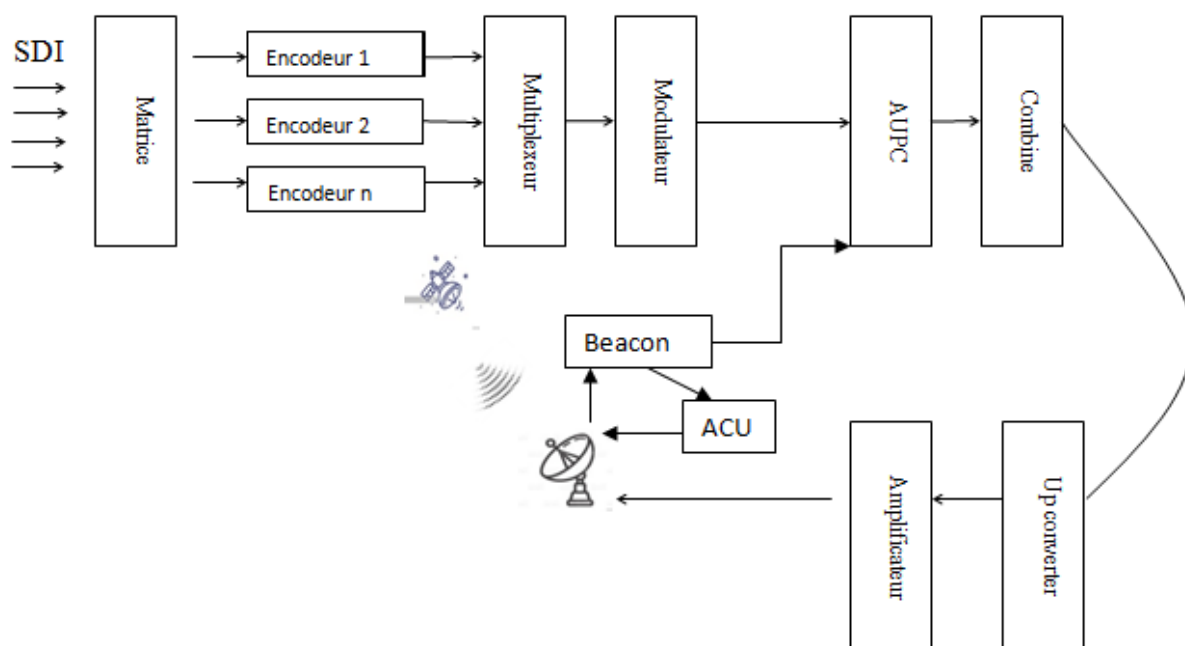 SDI
Matrice
Encodeur 1
Encodeur 2
Encodeur n
Multiplexeur
Modulateur
AUPC
Combine
Beacon
ACU
Amplificateur
Up converter